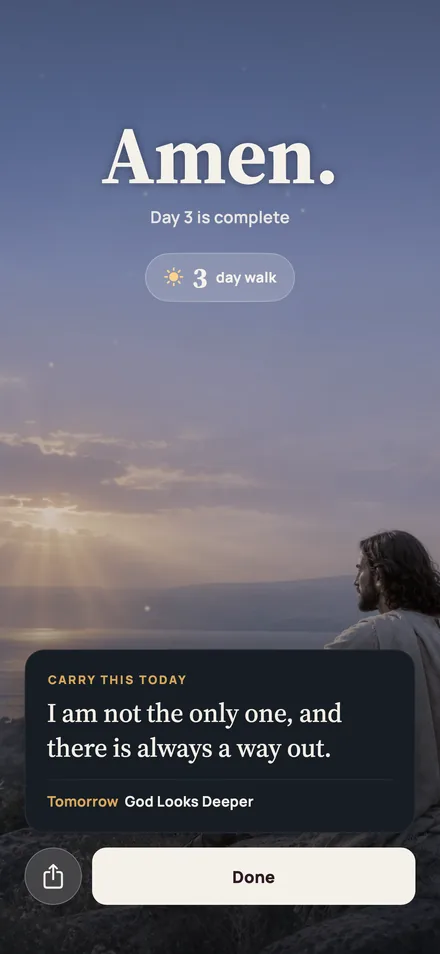 Amen.
Day 3 is complete
3 day walk
CARRY THIS TODAY
I am not the only one, and
there is always a way out.
Tomorrow God Looks Deeper
Done